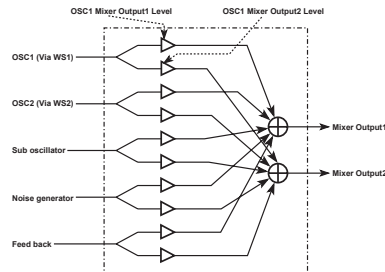 OSC1 Mixer Output1 Level
OSC1 Mixer Output2 Level
OSC1 (Via WS1)
OSC2 (Via WS2)
Mixer Output1
Sub oscillator
Mixer Output2
Noise generator
Feed back